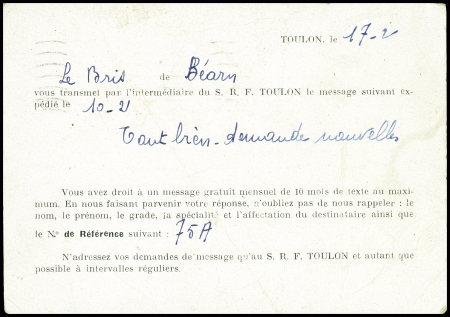 TOULON, le 17-2
Le Bris de Béarn
vous transmet par l'intermédiaire du S. R. F. TOULON le message suivant ex-
pédié le 10-2
Tout bien - demande nouvelles
Vous avez droit à un message gratuit mensuel de 10 mots de texte au maxi-
mum. En nous faisant parvenir votre réponse, n'oubliez pas de nous rappeler : le
nom, le prénom, le grade, la spécialité et l'affectation du destinataire ainsi que
le N° de Référence suivant : 75A
N'adressez vos demandes de message qu'au S. R. F. TOULON et autant que
possible à intervalles réguliers.